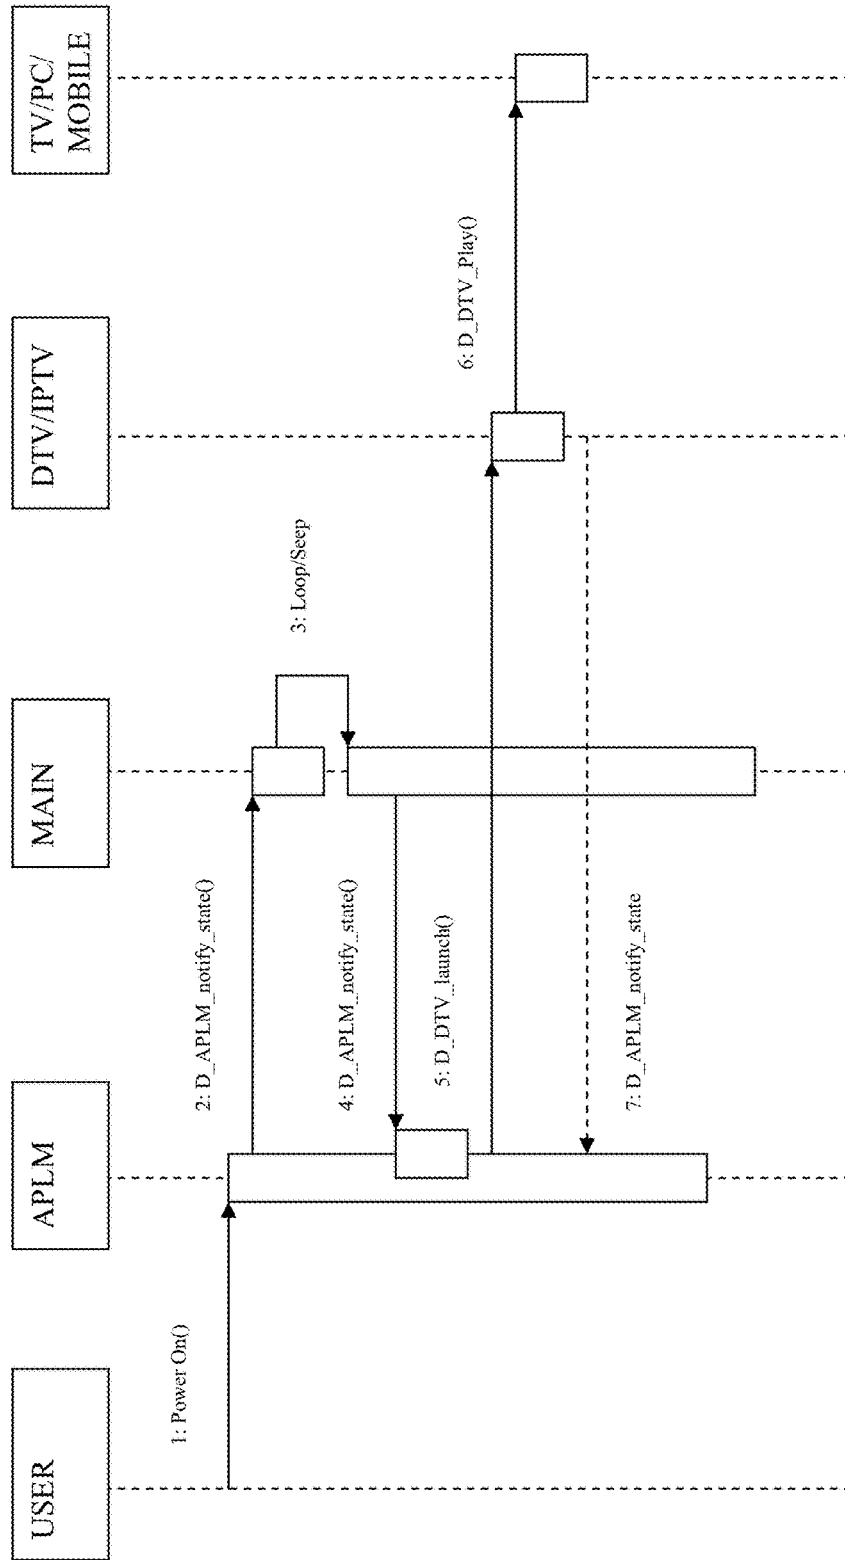 USER
APLM
MAIN
DTV/IPTV
TV/PC/
MOBILE
1: Power On()
2: D_APLM_notify_state()
3: Loop/Seep
4: D_APLM_notify_state()
5: D_DTV_launch()
6: D_DTV_Play()
7: D_APLM_notify_state